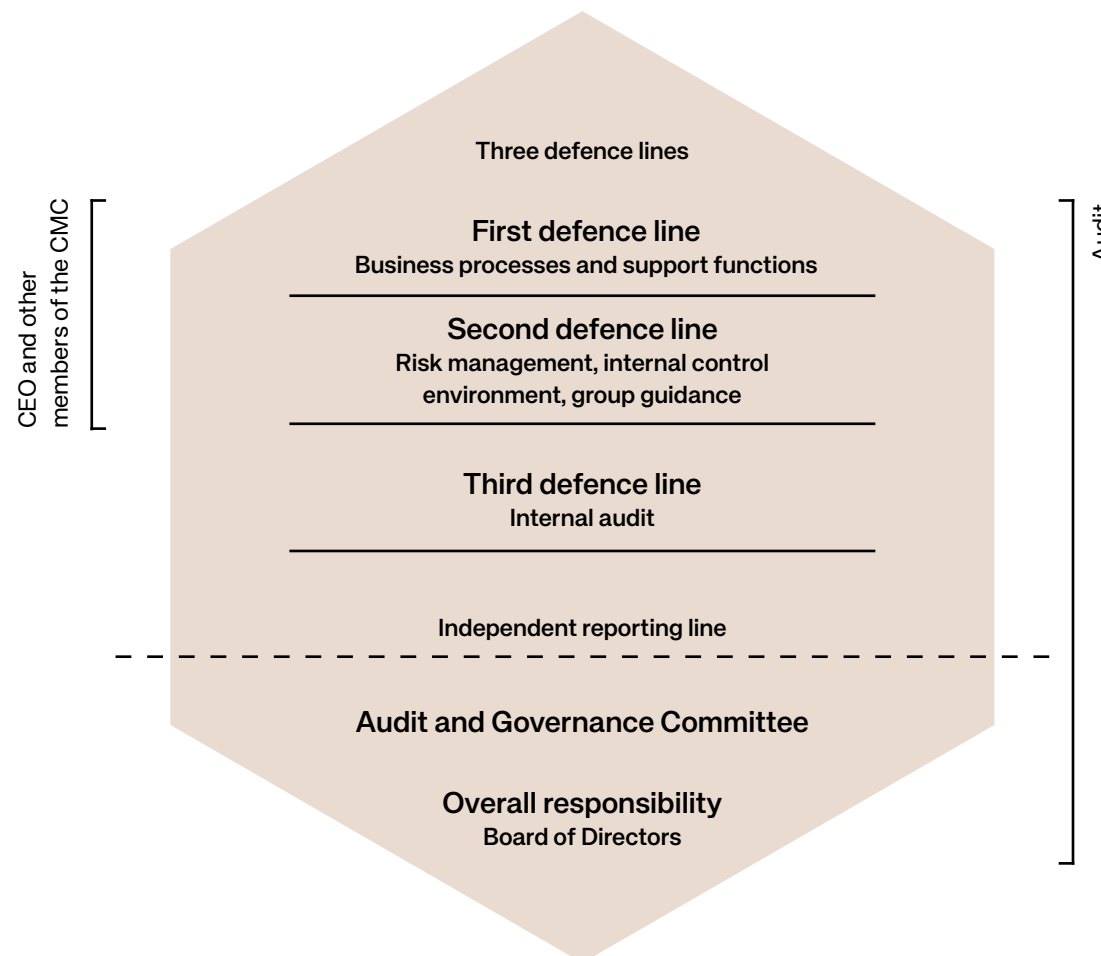 Three defence lines
CEO and other
members of the CMC
First defence line
Business processes and support functions
Second defence line
Risk management, internal control
environment, group guidance
Third defence line
Internal audit
Independent reporting line
Audit and Governance Committee
Overall responsibility
Board of Directors
Audit